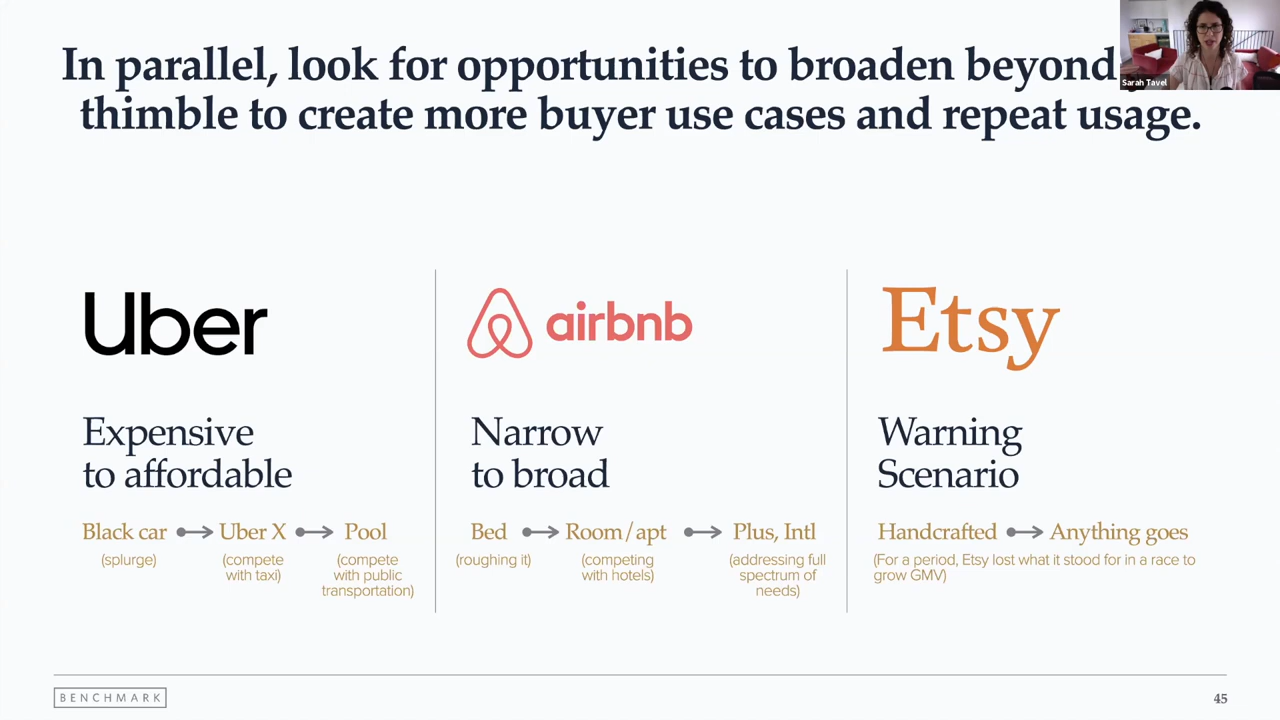 In parallel, look for opportunities to broaden beyond
thimble to create more buyer use cases and repeat usage.
Sarah Tavel
Uber
airbnb
Etsy
Expensive
to affordable
Narrow
to broad
Warning
Scenario
Black car Uber X Pool
(splurge) (compete
with taxi) (compete
with public
transportation)
Bed Room/apt Plus, Intl
(roughing it) (competing
with hotels) (addressing full
spectrum of
needs)
Handcrafted Anything goes
(For a period, Etsy lost what it stood for in a race to
grow GMV)
BENCHMARK
45